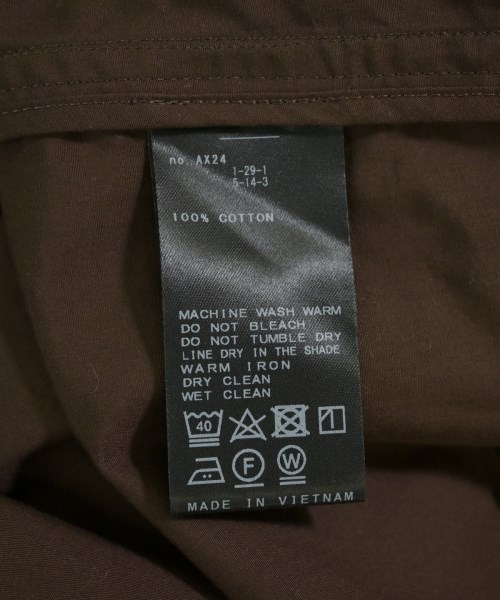 no. AX24
1-29-1
5-14-3
100% COTTON
MACHINE WASH WARM
DO NOT BLEACH
DO NOT TUMBLE DRY
LINE DRY IN THE SHADE
WARM IRON
DRY CLEAN
WET CLEAN
40
F W
MADE IN VIETNAM